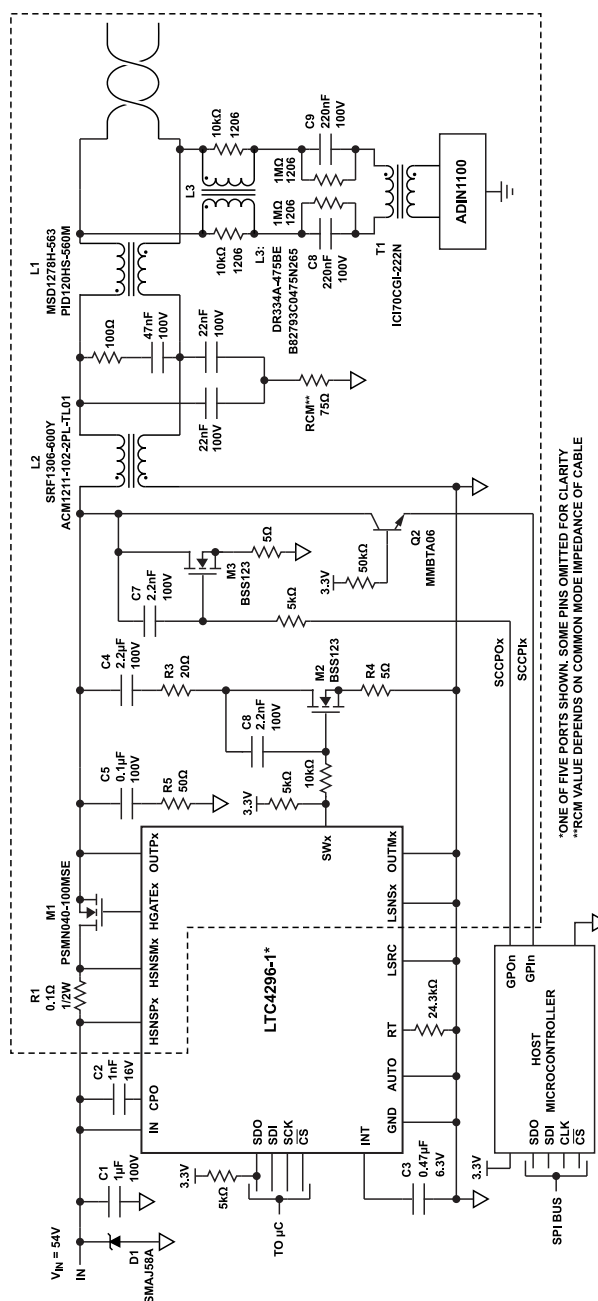 V_IN = 54V
IN
D1
SMAJ58A
C1
1µF
100V
C2
1nF
16V
R1
0.1Ω
1/2W
M1
PSMN040-100MSE
C5
0.1µF
100V
R5
50Ω
C4
2.2µF
100V
R3
20Ω
C7
2.2nF
100V
M3
BSS123
5Ω
L2
SRF1306-600Y
ACM1211-102-2PL-TL01
100Ω
47nF
100V
22nF
100V
22nF
100V
RCM**
75Ω
L1
MSD1278H-563
PID120HS-560M
10kΩ
1206
L3
10kΩ
1206
L3:
DR334A-475BE
B82793C0475N265
1MΩ
1206
1MΩ
1206
C9
220nF
100V
C8
220nF
100V
T1
ICI70CGI-222N
ADIN1100
IN
CPO
HSNSPx
HSNSMx
HGATEx
OUTPx
LTC4296-1*
SDO
SDI
SCK
CS
INT
GND
AUTO
RT
LSRC
LSNSx
OUTMx
SWx
3.3V
5kΩ
TO µC
C3
0.47µF
6.3V
24.3kΩ
3.3V
5kΩ
10kΩ
C8
2.2nF
100V
M2
BSS123
R4
5Ω
5kΩ
3.3V
50kΩ
Q2
MMBTA06
SCCPOx
SCCPIx
3.3V
SDO
SDI
CLK
CS
SPI BUS
HOST
MICROCONTROLLER
GPOn
GPIn
*ONE OF FIVE PORTS SHOWN. SOME PINS OMITTED FOR CLARITY
**RCM VALUE DEPENDS ON COMMON MODE IMPEDANCE OF CABLE